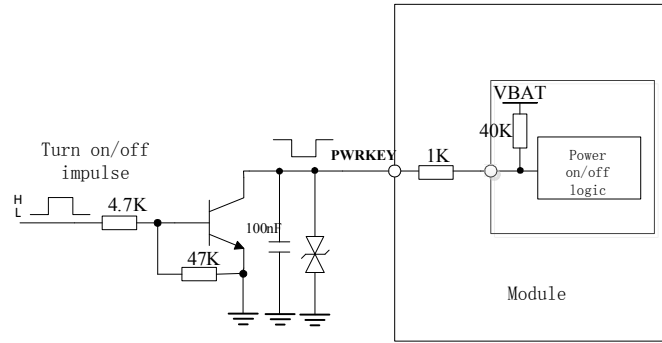 VBAT
40K
Turn on/off
impulse
PWRKEY
1K
Power
on/off
logic
H
L
4.7K
100nF
47K
Module